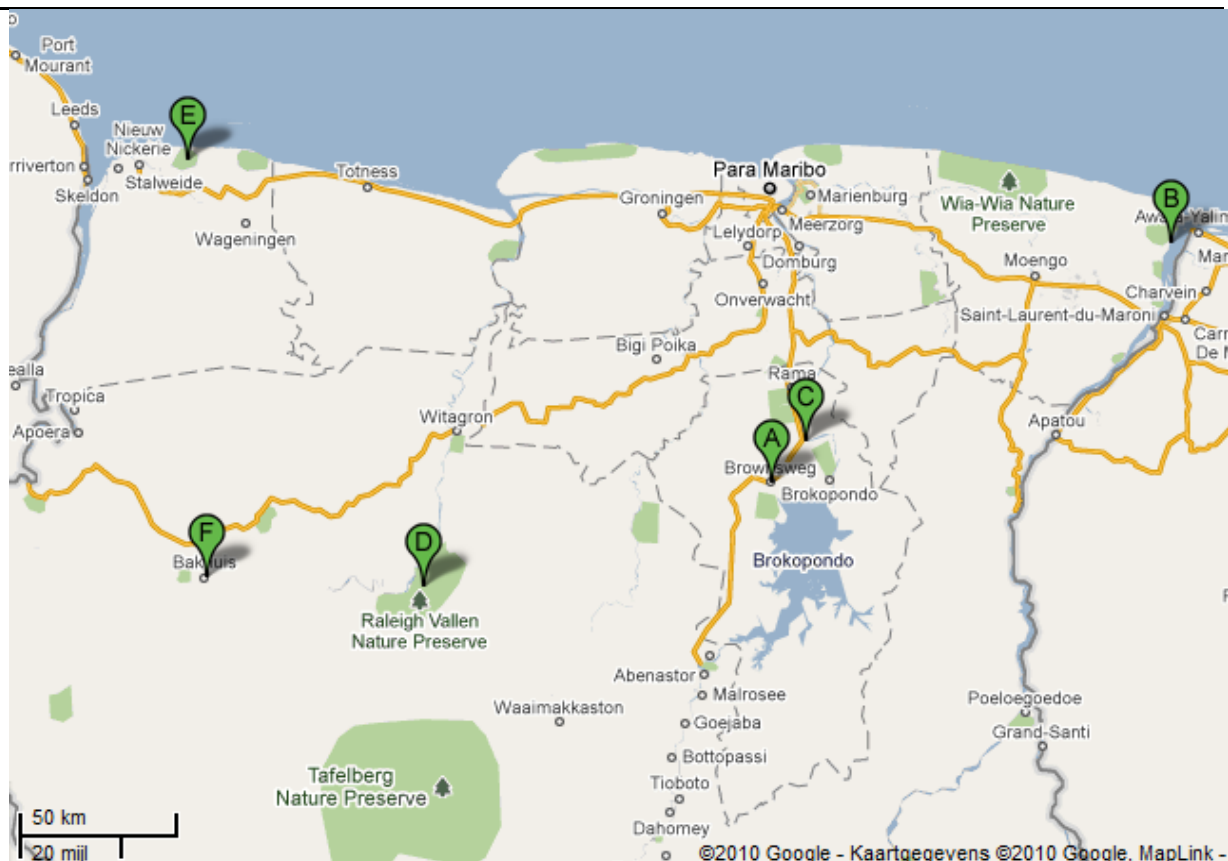 Port
Mourant
Leeds
rriverton
Skeldon
Nieuw
Nickerie
Stalweide
E
Wageningen
Totness
Groningen
Para Maribo
Marienburg
Meerzorg
Lelydorp
Domburg
Onverwacht
Wia-Wia Nature
Preserve
B
Moengo
Charvein
Saint-Laurent-du-Maroni
ealla
Tropica
Apoera
Witagron
Bigi Poika
Rama
C
A
Brokopondo
Apatou
F
D
Raleigh Vallen
Nature Preserve
Brokopondo
Abenastor
Malrosee
Waaimakkaston
Goejaba
Bottopassi
Tioboto
Dahomey
Poeloegoedoe
Grand-Santi
Tafelberg
Nature Preserve
50 km
20 mijl
©2010 Google - Kaartgegevens ©2010 Google, MapLink -